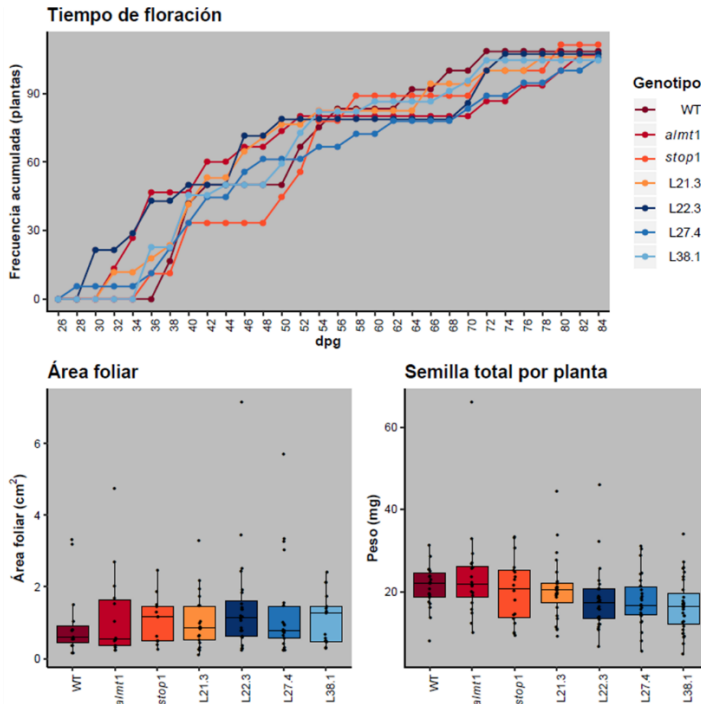 Tiempo de floración
Frecuencia acumulada (plantas)
90
60
30
0
26 28 30 32 34 36 38 40 42 44 46 48 50 52 54 56 58 60 62 64 66 68 70 72 74 76 78 80 82 84
dpg
Genotipo
WT
almt1
stop1
L21.3
L22.3
L27.4
L38.1
Área foliar
Área foliar (cm²)
6
4
2
0
WT almt1 stop1 L21.3 L22.3 L27.4 L38.1
Semilla total por planta
Peso (mg)
60
40
20
WT almt1 stop1 L21.3 L22.3 L27.4 L38.1